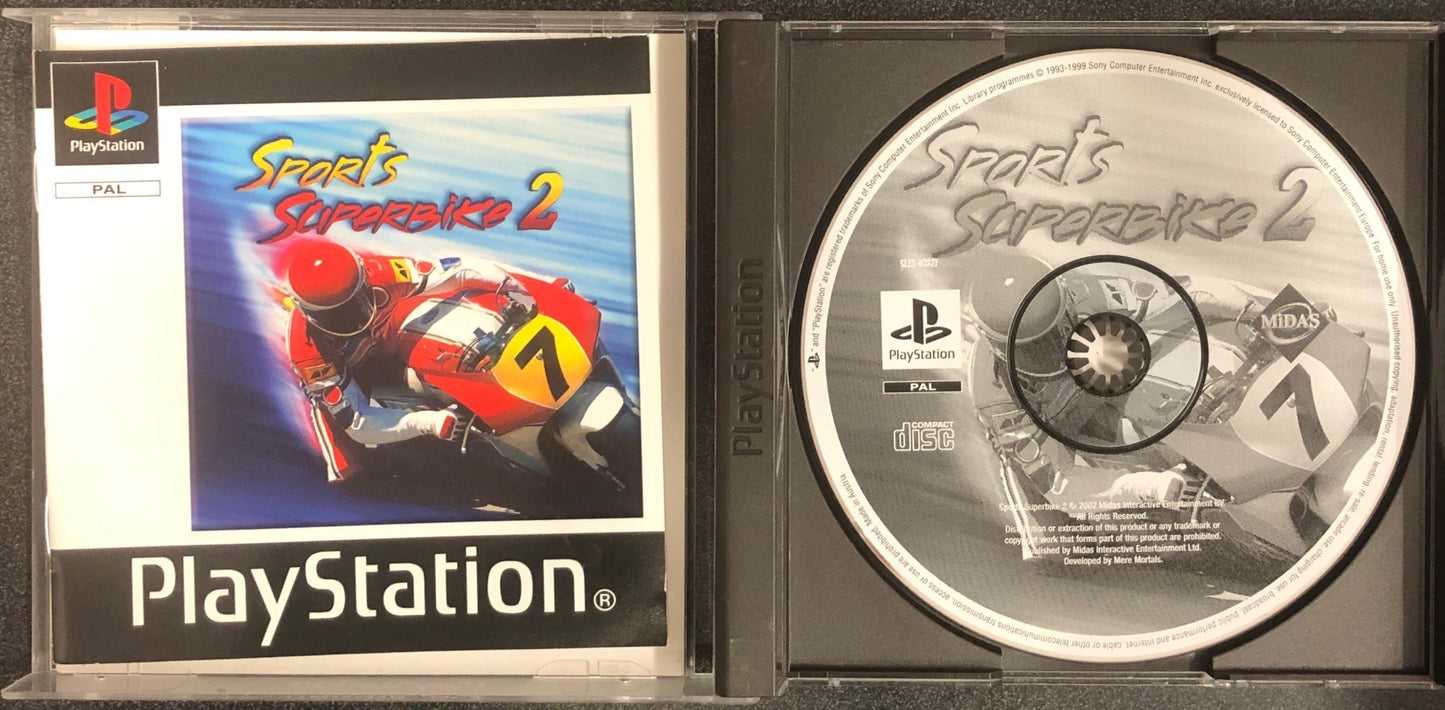 PlayStation
PAL
Sports
Superbike 2
7
PlayStation®
PlayStation
Sports
Superbike 2
PlayStation
PAL
COMPACT
disc
MiDAS
7
Sports Superbike 2 © 2002 Midas Interactive Entertainment BV.
All Rights Reserved.
Distribution or extraction of this product or any trademark or
copyright work that forms part of this product are prohibited.
Published by Midas Interactive Entertainment Ltd.
Developed by Mere Mortals.
" and "PlayStation" are registered trademarks of Sony Computer Entertainment Inc. Library programmes © 1993-1999 Sony Computer Entertainment Inc. exclusively licensed to Sony Computer Entertainment Europe. For home use only. Unauthorised copying, adaptation, rental, lending, re-sale, arcade use, charging for use, broadcast, public performance and internet, cable or other telecommunications transmission, access or use are prohibited. Made in Austria